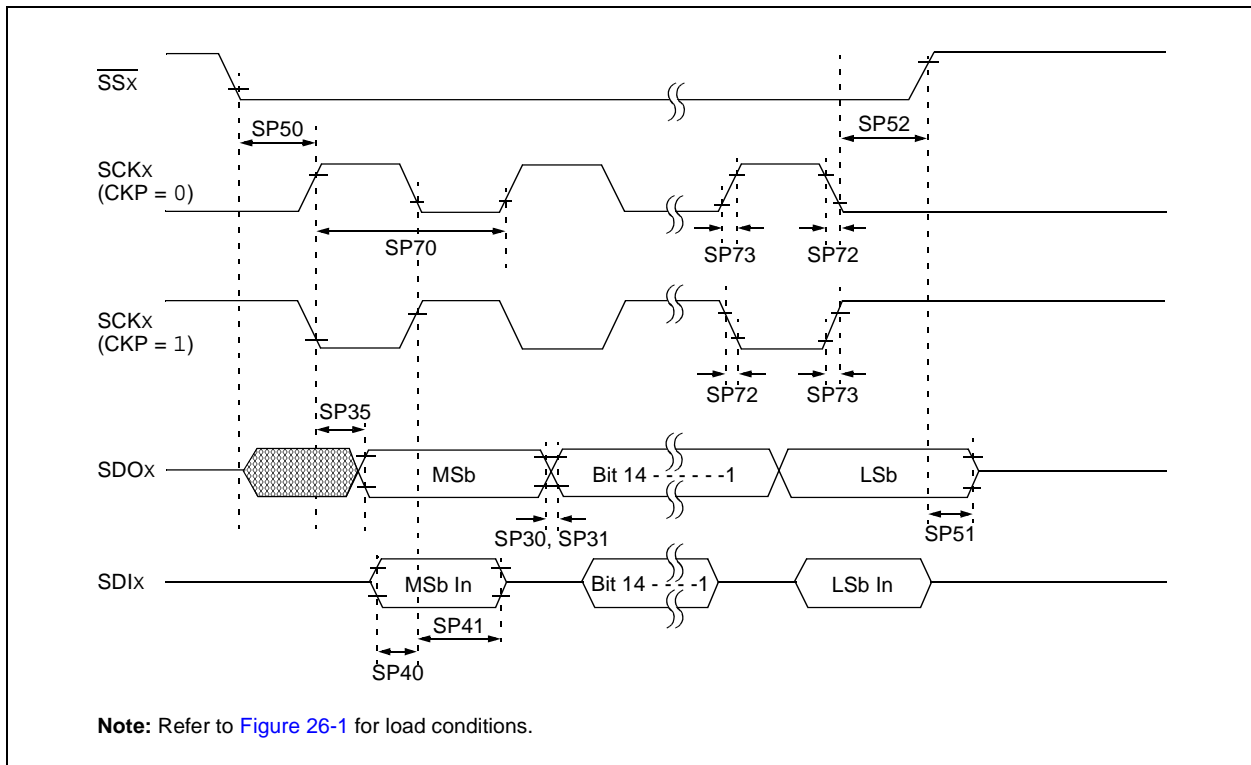 SSX
SP50
SP52
SCKX
(CKP = 0)
SP70
SP73
SP72
SCKX
(CKP = 1)
SP72
SP73
SP35
SDOX
MSb
Bit 14 - - - - - -1
LSb
SP30, SP31
SP51
SDIX
MSb In
Bit 14 - - - -1
LSb In
SP41
SP40
Note: Refer to Figure 26-1 for load conditions.